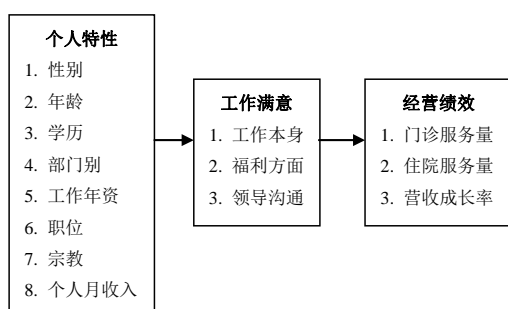 个人特性
1. 性别
2. 年龄
3. 学历
4. 部门别
5. 工作年资
6. 职位
7. 宗教
8. 个人月收入
工作满意
1. 工作本身
2. 福利方面
3. 领导沟通
经营绩效
1. 门诊服务量
2. 住院服务量
3. 营收成长率